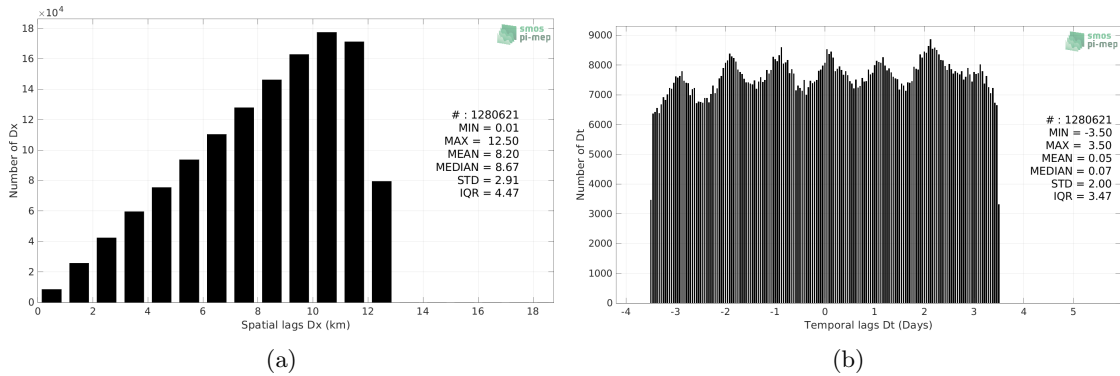 ×10⁴
18
16
14
12
10
8
6
4
2
0
Number of Dx
smos
pi-mep
# : 1280621
MIN = 0.01
MAX = 12.50
MEAN = 8.20
MEDIAN = 8.67
STD = 2.91
IQR = 4.47
0 2 4 6 8 10 12 14 16 18
Spatial lags Dx (km)
(a)
9000
8000
7000
6000
5000
4000
3000
2000
1000
0
Number of Dt
smos
pi-mep
# : 1280621
MIN = -3.50
MAX = 3.50
MEAN = 0.05
MEDIAN = 0.07
STD = 2.00
IQR = 3.47
-4 -3 -2 -1 0 1 2 3 4 5
Temporal lags Dt (Days)
(b)